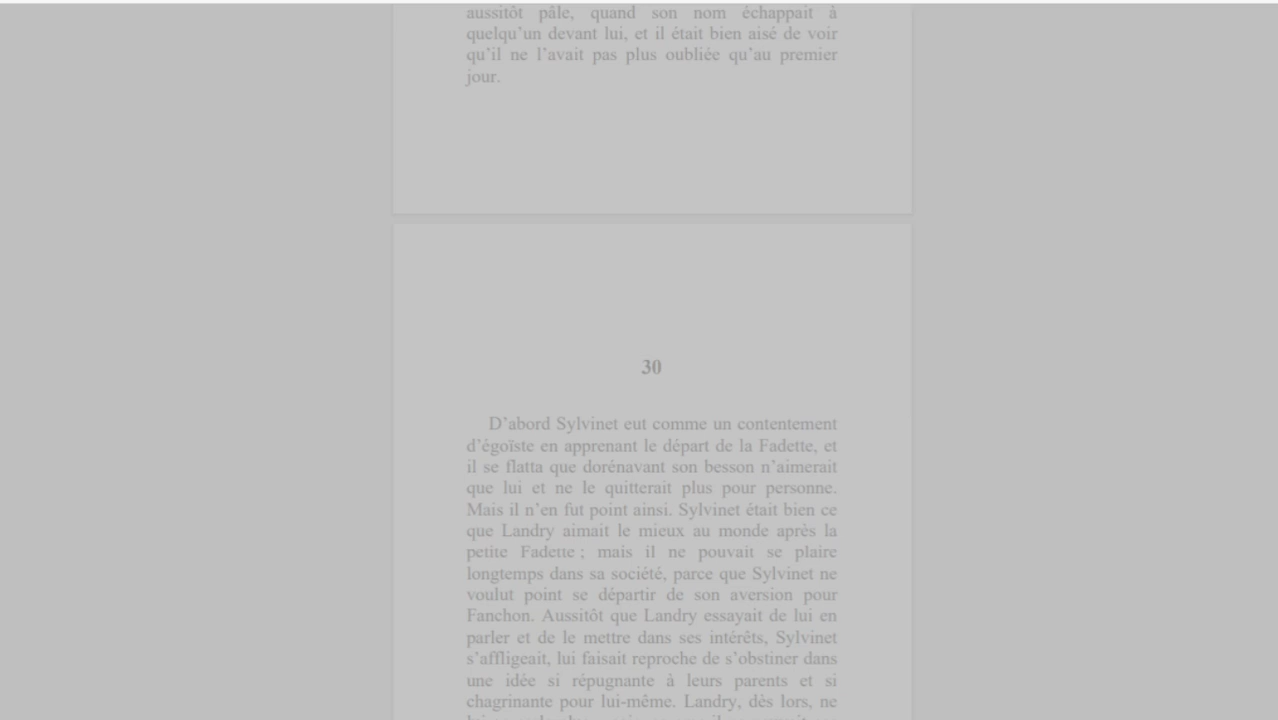 aussitôt pâle, quand son nom échappait à
quelqu’un devant lui, et il était bien aisé de voir
qu’il ne l’avait pas plus oubliée qu’au premier
jour.
30
D’abord Sylvinet eut comme un contentement
d’égoïste en apprenant le départ de la Fadette, et
il se flatta que dorénavant son besson n’aimerait
que lui et ne le quitterait plus pour personne.
Mais il n’en fut point ainsi. Sylvinet était bien ce
que Landry aimait le mieux au monde après la
petite Fadette ; mais il ne pouvait se plaire
longtemps dans sa société, parce que Sylvinet ne
voulut point se départir de son aversion pour
Fanchon. Aussitôt que Landry essayait de lui en
parler et de le mettre dans ses intérêts, Sylvinet
s’affligeait, lui faisait reproche de s’obstiner dans
une idée si répugnante à leurs parents et si
chagrinante pour lui-même. Landry, dès lors, ne